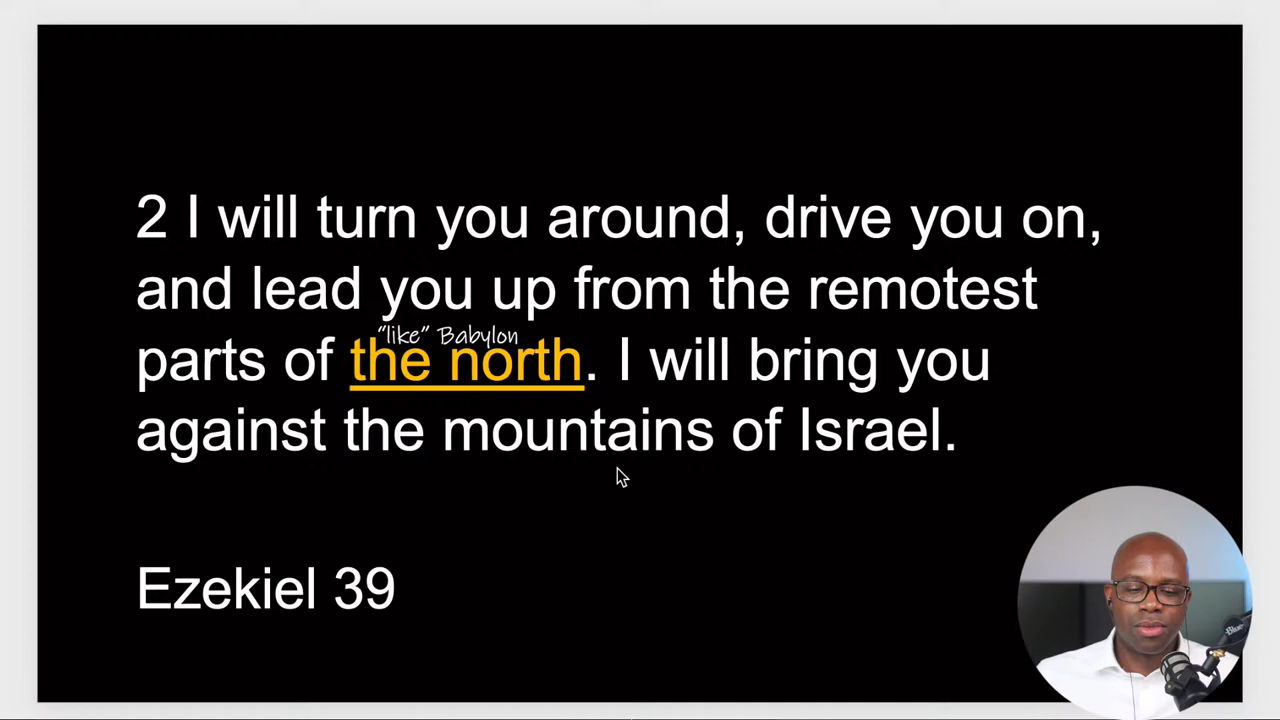 2 I will turn you around, drive you on,
and lead you up from the remotest
"like" Babylon
parts of the north. I will bring you
against the mountains of Israel.
Ezekiel 39
Blue